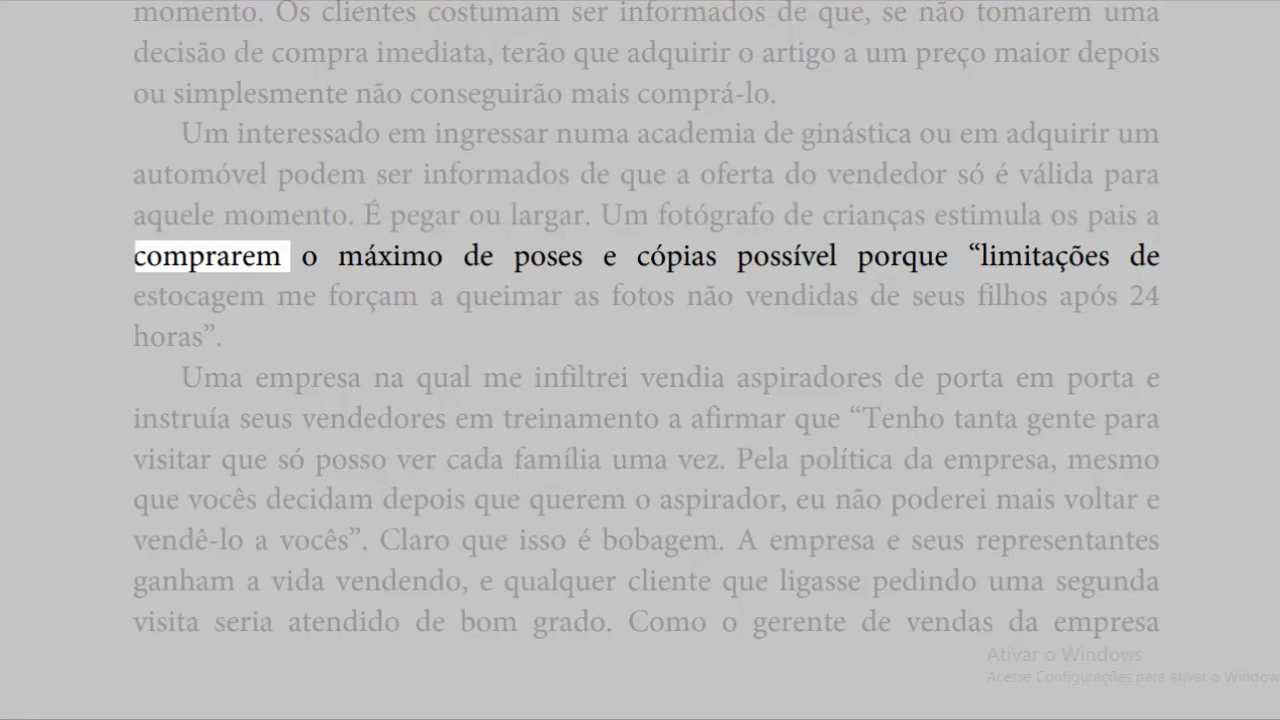 momento. Os clientes costumam ser informados de que, se não tomarem uma
decisão de compra imediata, terão que adquirir o artigo a um preço maior depois
ou simplesmente não conseguirão mais comprá-lo.
Um interessado em ingressar numa academia de ginástica ou em adquirir um
automóvel podem ser informados de que a oferta do vendedor só é válida para
aquele momento. É pegar ou largar. Um fotógrafo de crianças estimula os pais a
comprarem o máximo de poses e cópias possível porque “limitações de
estocagem me forçam a queimar as fotos não vendidas de seus filhos após 24
horas”.
Uma empresa na qual me infiltrei vendia aspiradores de porta em porta e
instruía seus vendedores em treinamento a afirmar que “Tenho tanta gente para
visitar que só posso ver cada família uma vez. Pela política da empresa, mesmo
que vocês decidam depois que querem o aspirador, eu não poderei mais voltar e
vendê-lo a vocês”. Claro que isso é bobagem. A empresa e seus representantes
ganham a vida vendendo, e qualquer cliente que ligasse pedindo uma segunda
visita seria atendido de bom grado. Como o gerente de vendas da empresa
Ativar o Windows
Acesse Configurações para ativar o Window